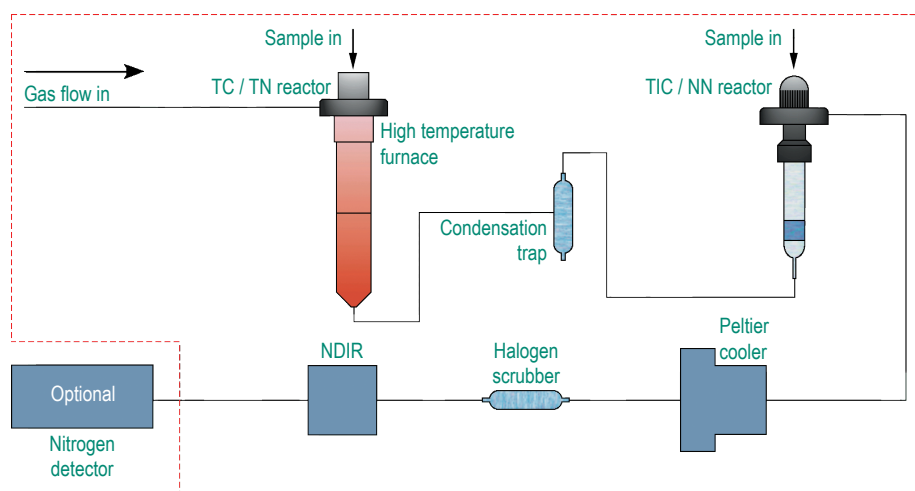 Sample in
Sample in
Gas flow in
TC / TN reactor
TIC / NN reactor
High temperature
furnace
Condensation
trap
NDIR
Halogen
scrubber
Peltier
cooler
Optional
Nitrogen
detector